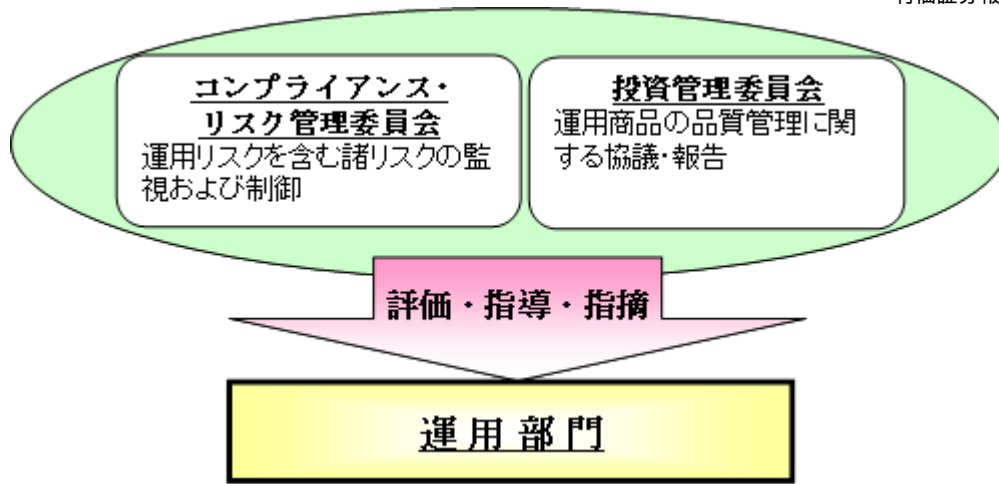 コンプライアンス・
リスク管理委員会
運用リスクを含む諸リスクの監
視および制御
投資管理委員会
運用商品の品質管理に関
する協議・報告
評価・指導・指摘
運用部門